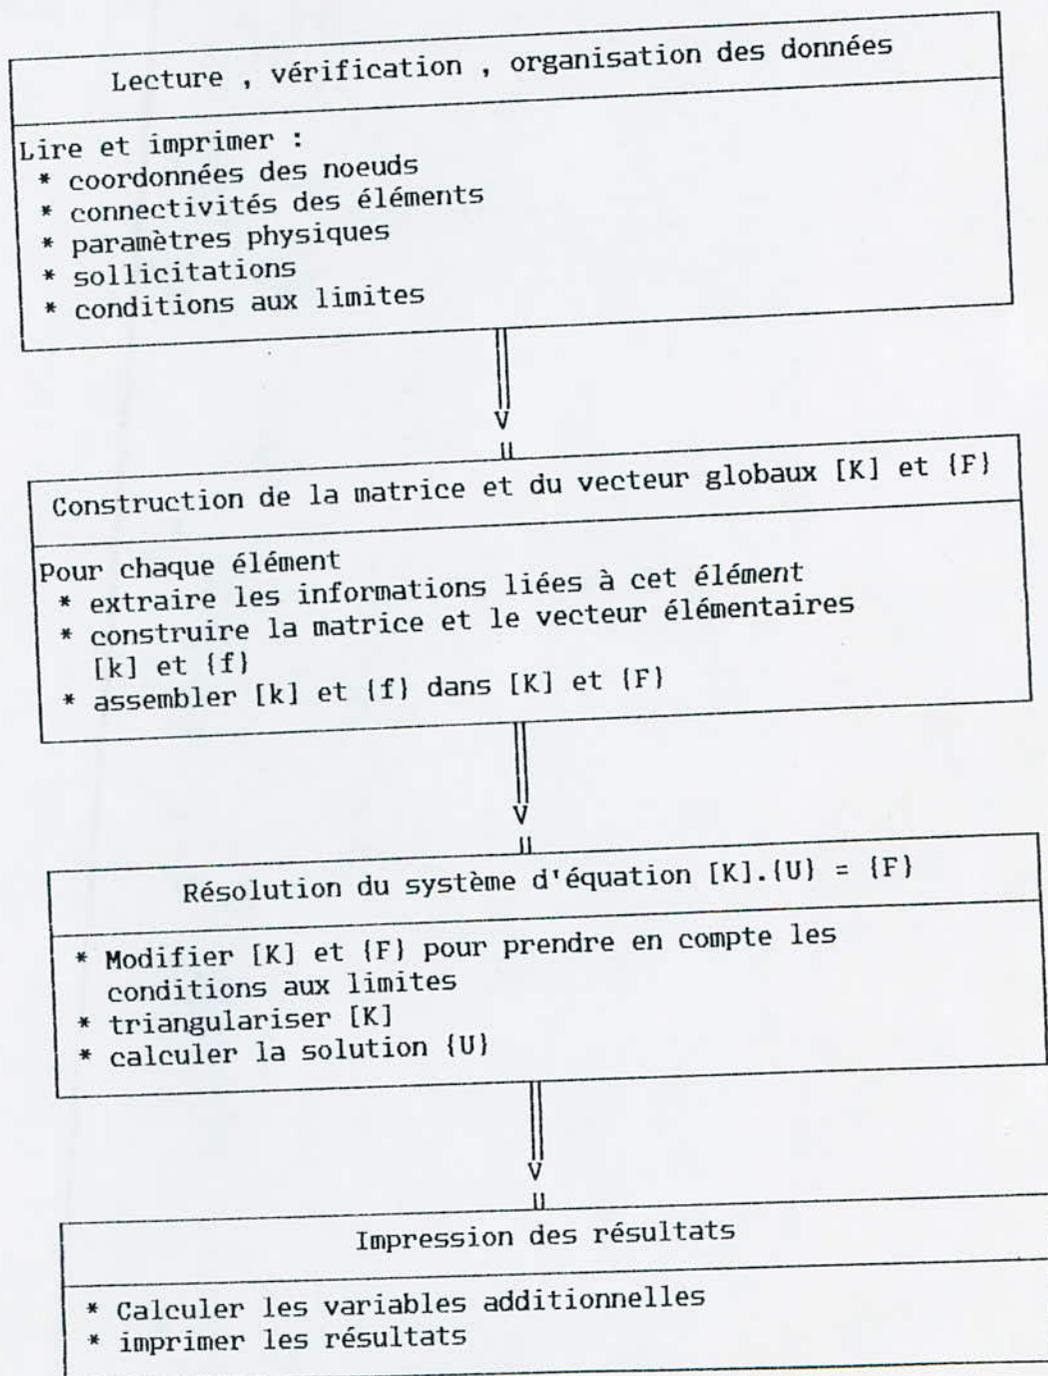 Lecture , vérification , organisation des données
Lire et imprimer :
* coordonnées des noeuds
* connectivités des éléments
* paramètres physiques
* sollicitations
* conditions aux limites
Construction de la matrice et du vecteur globaux [K] et {F}
Pour chaque élément
* extraire les informations liées à cet élément
* construire la matrice et le vecteur élémentaires
[k] et {f}
* assembler [k] et {f} dans [K] et {F}
Résolution du système d'équation [K].{U} = {F}
* Modifier [K] et {F} pour prendre en compte les
conditions aux limites
* triangulariser [K]
* calculer la solution {U}
Impression des résultats
* Calculer les variables additionnelles
* imprimer les résultats